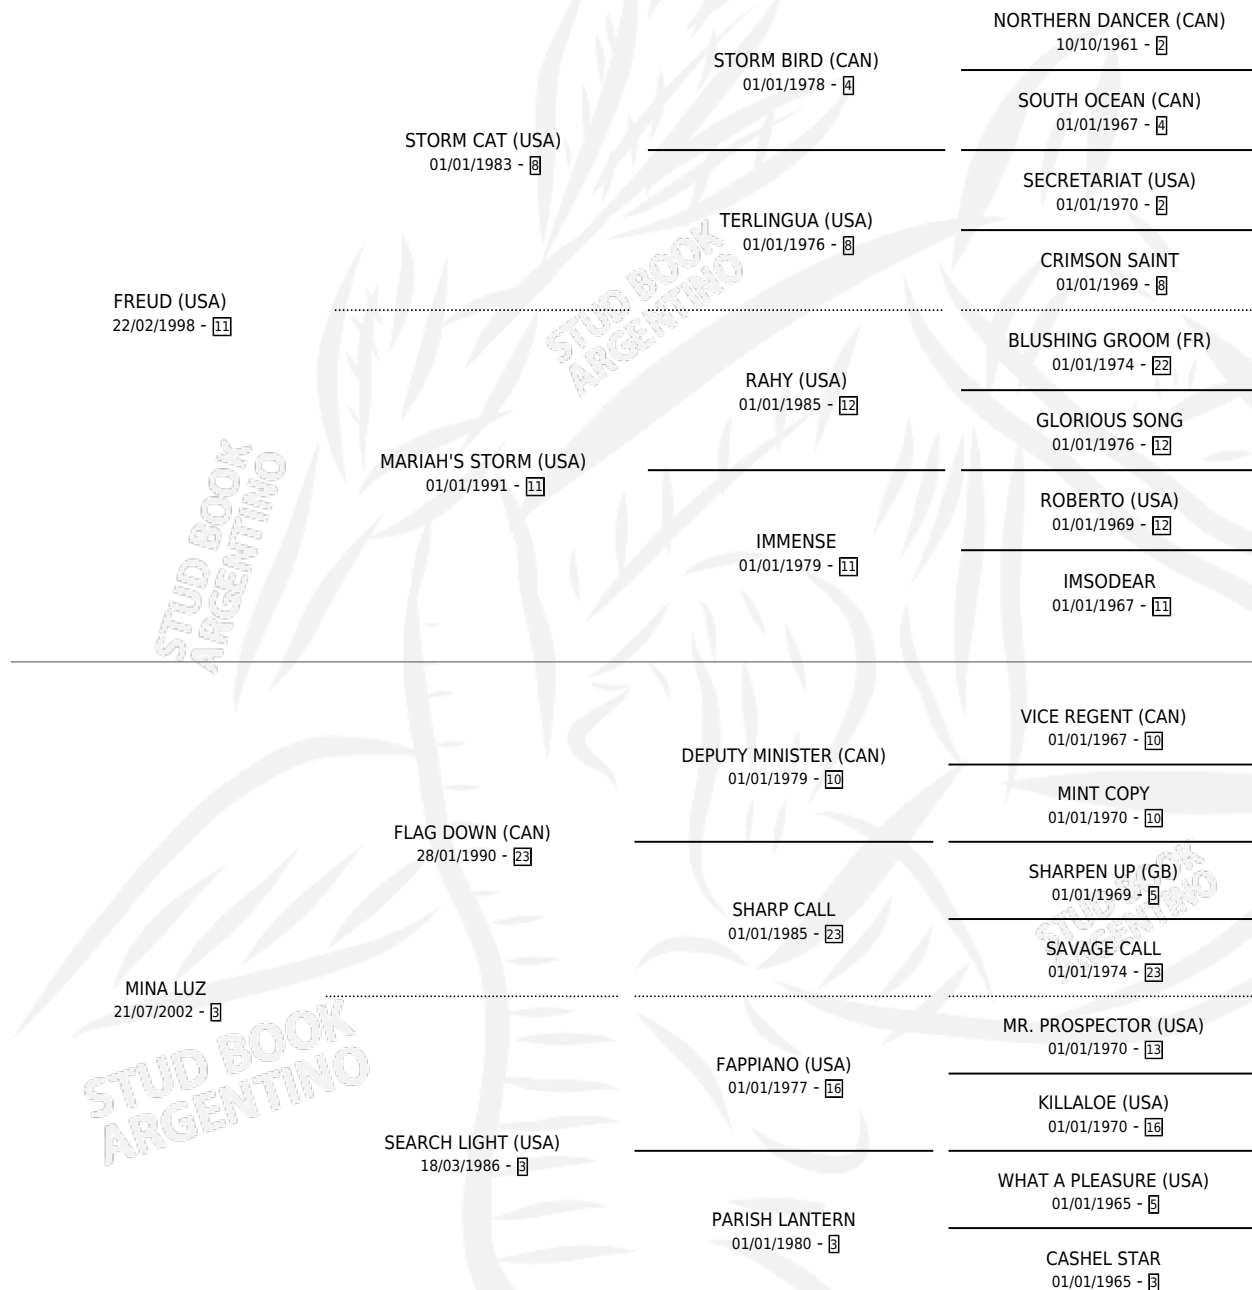 NORTHERN DANCER (CAN)
10/10/1961 - 2
STORM BIRD (CAN)
01/01/1978 - 4
SOUTH OCEAN (CAN)
01/01/1967 - 4
STORM CAT (USA)
01/01/1983 - 8
SECRETARIAT (USA)
01/01/1970 - 2
TERLINGUA (USA)
01/01/1976 - 8
CRIMSON SAINT
01/01/1969 - 8
FREUD (USA)
22/02/1998 - 11
BLUSHING GROOM (FR)
01/01/1974 - 22
RAHY (USA)
01/01/1985 - 12
GLORIOUS SONG
01/01/1976 - 12
MARIAH'S STORM (USA)
01/01/1991 - 11
ROBERTO (USA)
01/01/1969 - 12
IMMENSE
01/01/1979 - 11
IMSODEAR
01/01/1967 - 11
VICE REGENT (CAN)
01/01/1967 - 10
DEPUTY MINISTER (CAN)
01/01/1979 - 10
MINT COPY
01/01/1970 - 10
FLAG DOWN (CAN)
28/01/1990 - 23
SHARPEN UP (GB)
01/01/1969 - 5
SHARP CALL
01/01/1985 - 23
SAVAGE CALL
01/01/1974 - 23
MINA LUZ
21/07/2002 - 3
MR. PROSPECTOR (USA)
01/01/1970 - 13
FAPPIANO (USA)
01/01/1977 - 16
KILLALOE (USA)
01/01/1970 - 16
SEARCH LIGHT (USA)
18/03/1986 - 3
WHAT A PLEASURE (USA)
01/01/1965 - 5
PARISH LANTERN
01/01/1980 - 3
CASHEL STAR
01/01/1965 - 3
STUD BOOK
ARGENTINO
STUD BOOK
ARGENTINO
STUD BOOK
ARGENTINO
STUD BOOK
ARGENTINO